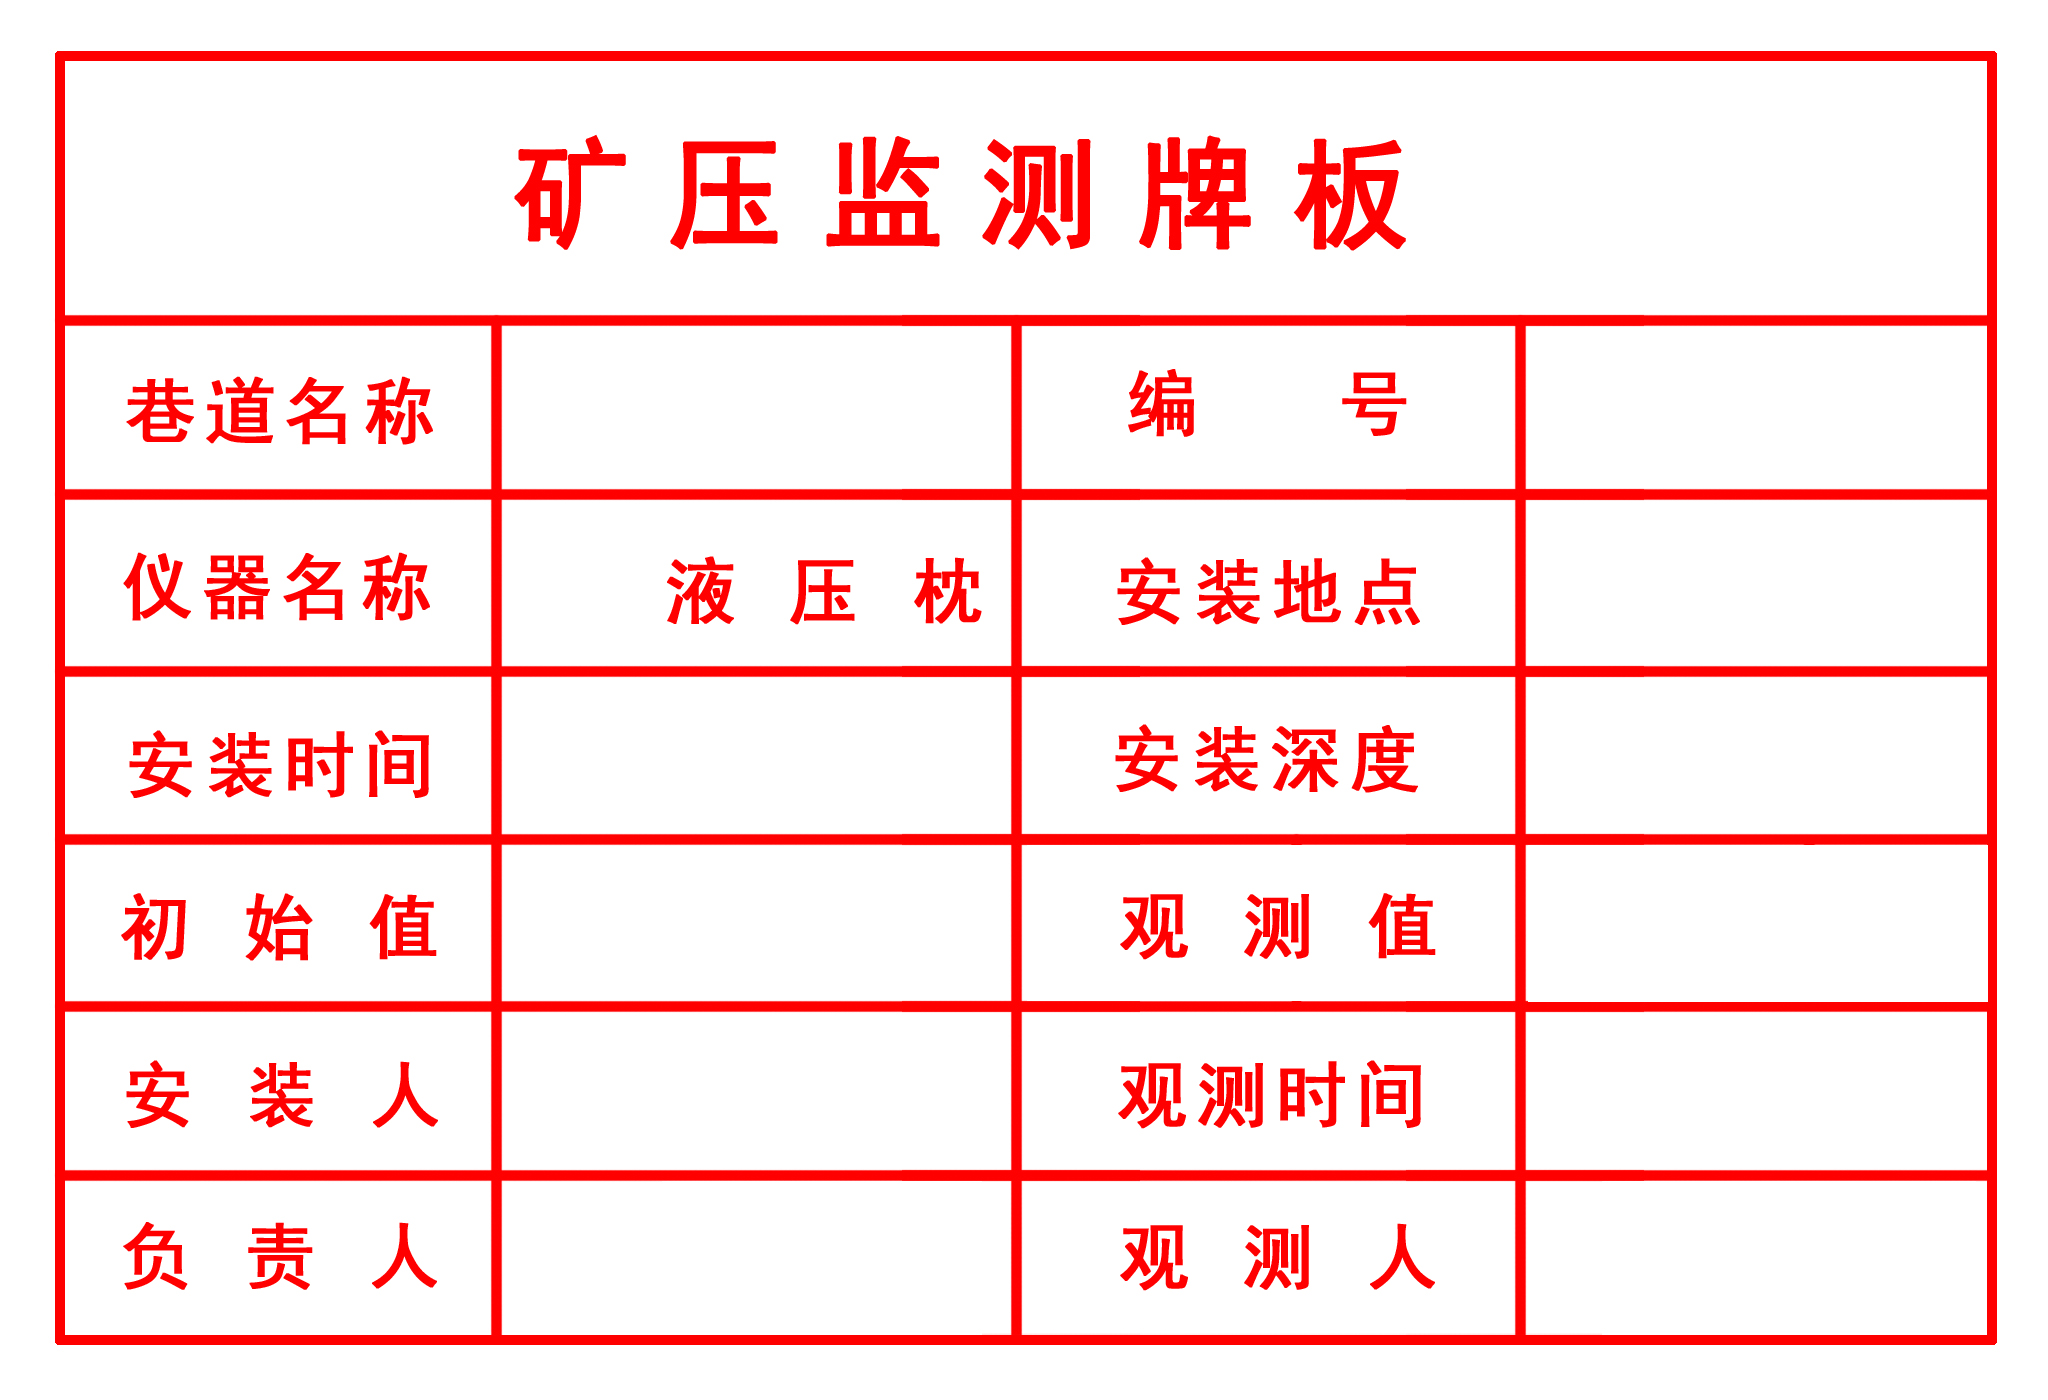 矿压监测牌板
巷道名称 编 号
仪器名称 液压枕 安装地点
安装时间 安装深度
初始值 观测值
安装人 观测时间
负责人 观测人